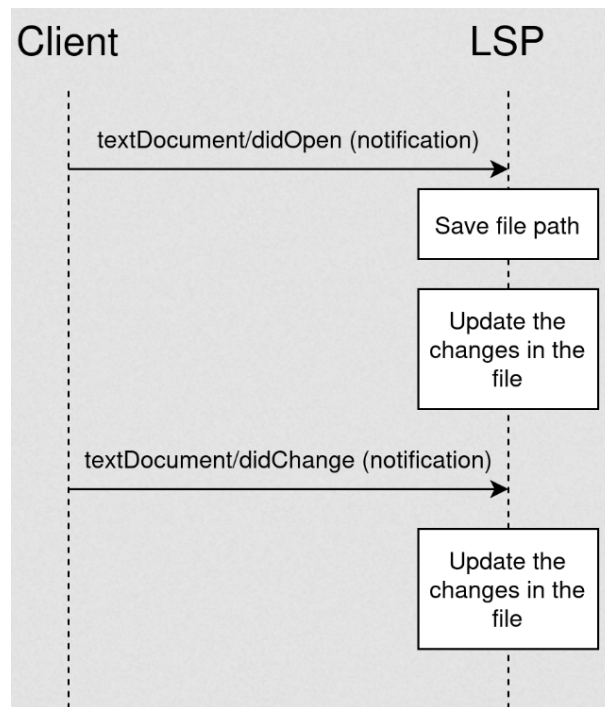 Client
LSP
textDocument/didOpen (notification)
Save file path
Update the
changes in the
file
textDocument/didChange (notification)
Update the
changes in the
file